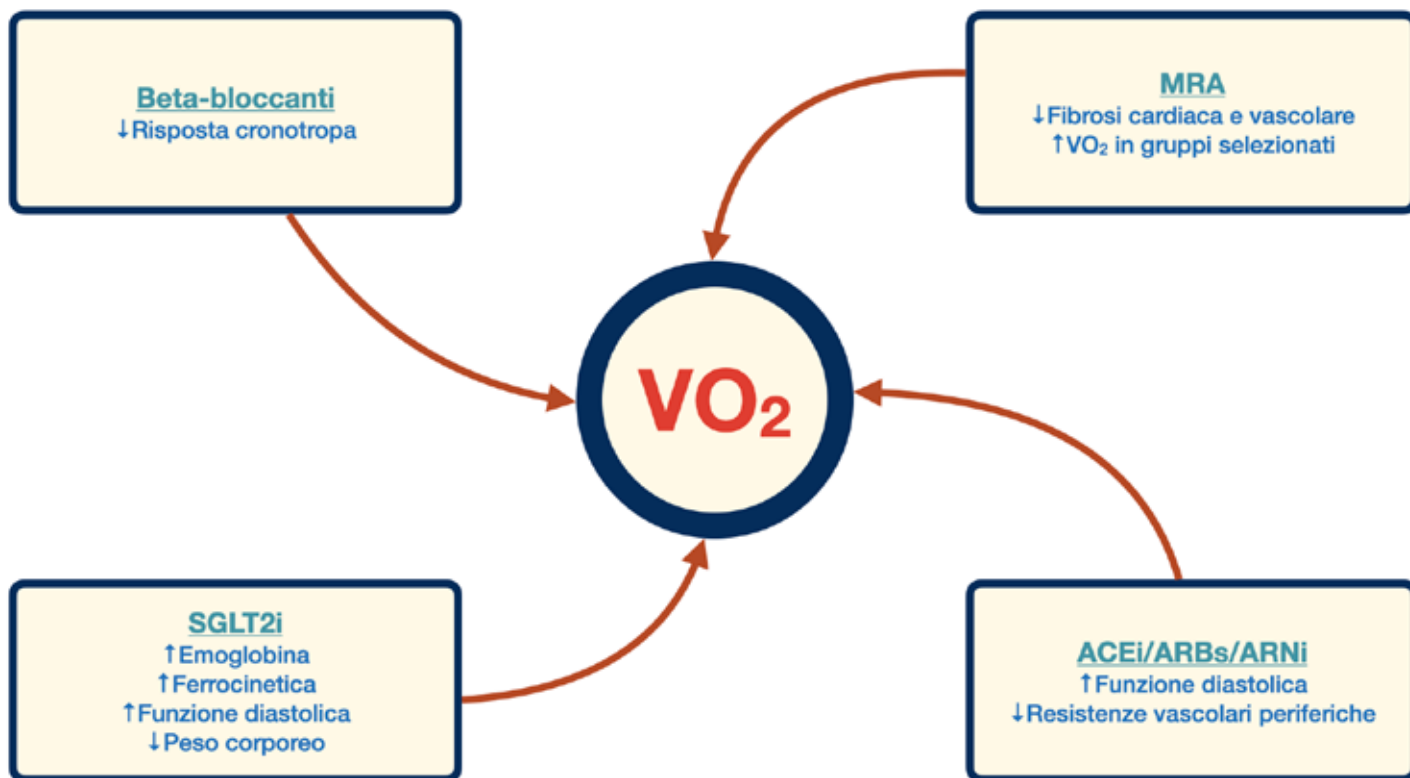 Beta-bloccanti
↓Risposta cronotropa
MRA
↓Fibrosi cardiaca e vascolare
↑VO₂ in gruppi selezionati
VO₂
SGLT2i
↑Emoglobina
↑Ferrocinetica
↑Funzione diastolica
↓Peso corporeo
ACEi/ARBs/ARNi
↑Funzione diastolica
↓Resistenze vascolari periferiche